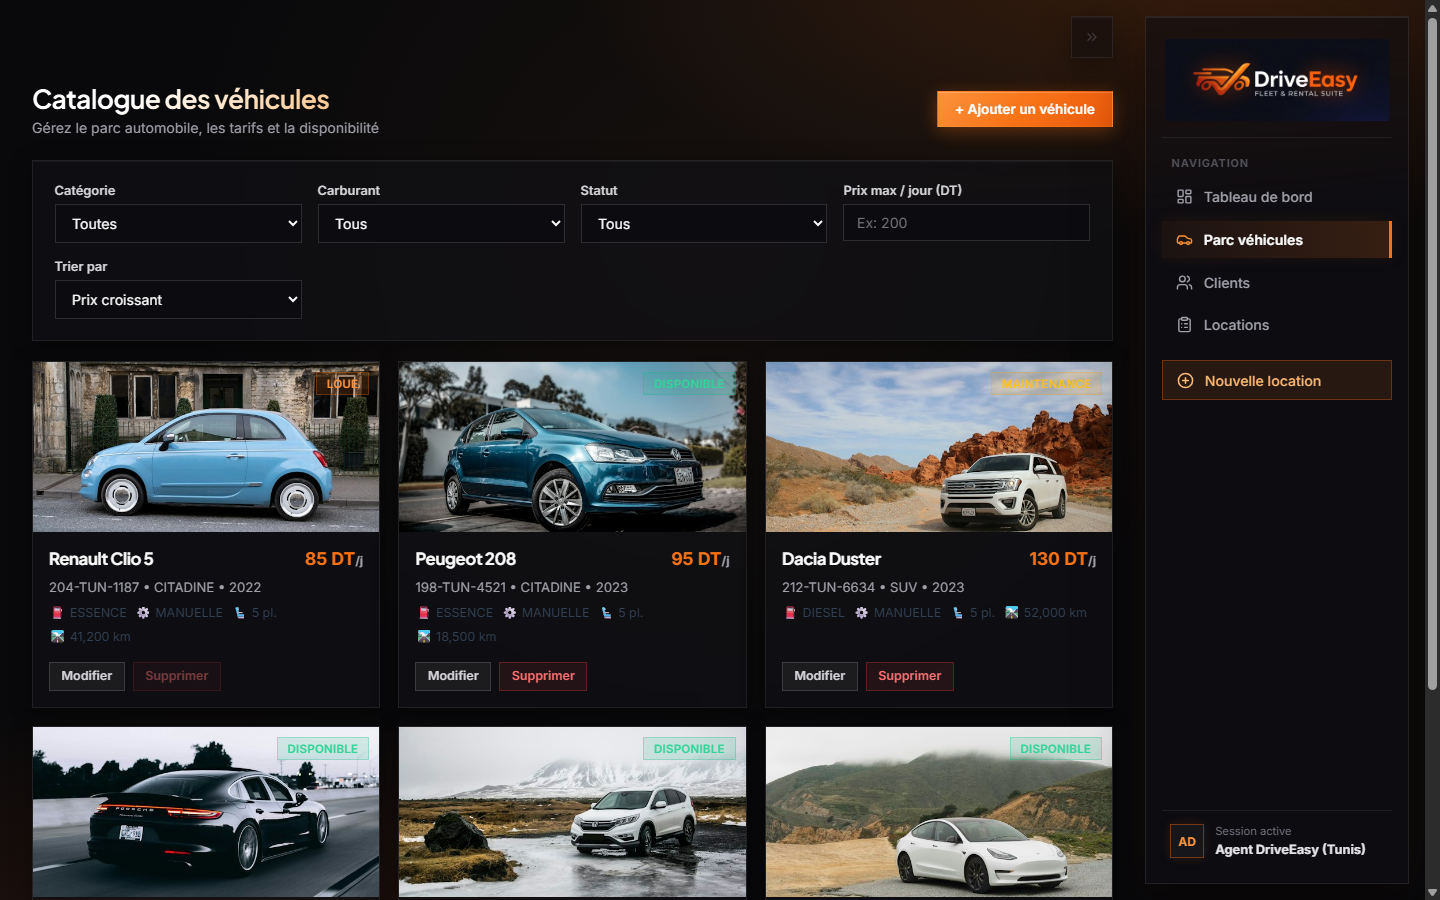 »
Catalogue des véhicules
Gérez le parc automobile, les tarifs et la disponibilité
+ Ajouter un véhicule
Catégorie
Carburant
Statut
Prix max / jour (DT)
Toutes
Tous
Tous
Ex: 200
Trier par
Prix croissant
LOUÉ
Renault Clio 5
85 DT/j
204-TUN-1187 • CITADINE • 2022
ESSENCE MANUELLE 5 pl.
41,200 km
Modifier
Supprimer
DISPONIBLE
Peugeot 208
95 DT/j
198-TUN-4521 • CITADINE • 2023
ESSENCE MANUELLE 5 pl.
18,500 km
Modifier
Supprimer
MAINTENANCE
Dacia Duster
130 DT/j
212-TUN-6634 • SUV • 2023
DIESEL MANUELLE 5 pl. 52,000 km
Modifier
Supprimer
DISPONIBLE
PORSCHE
DISPONIBLE
DISPONIBLE
DriveEasy
FLEET & RENTAL SUITE
NAVIGATION
Tableau de bord
Parc véhicules
Clients
Locations
Nouvelle location
AD
Session active
Agent DriveEasy (Tunis)